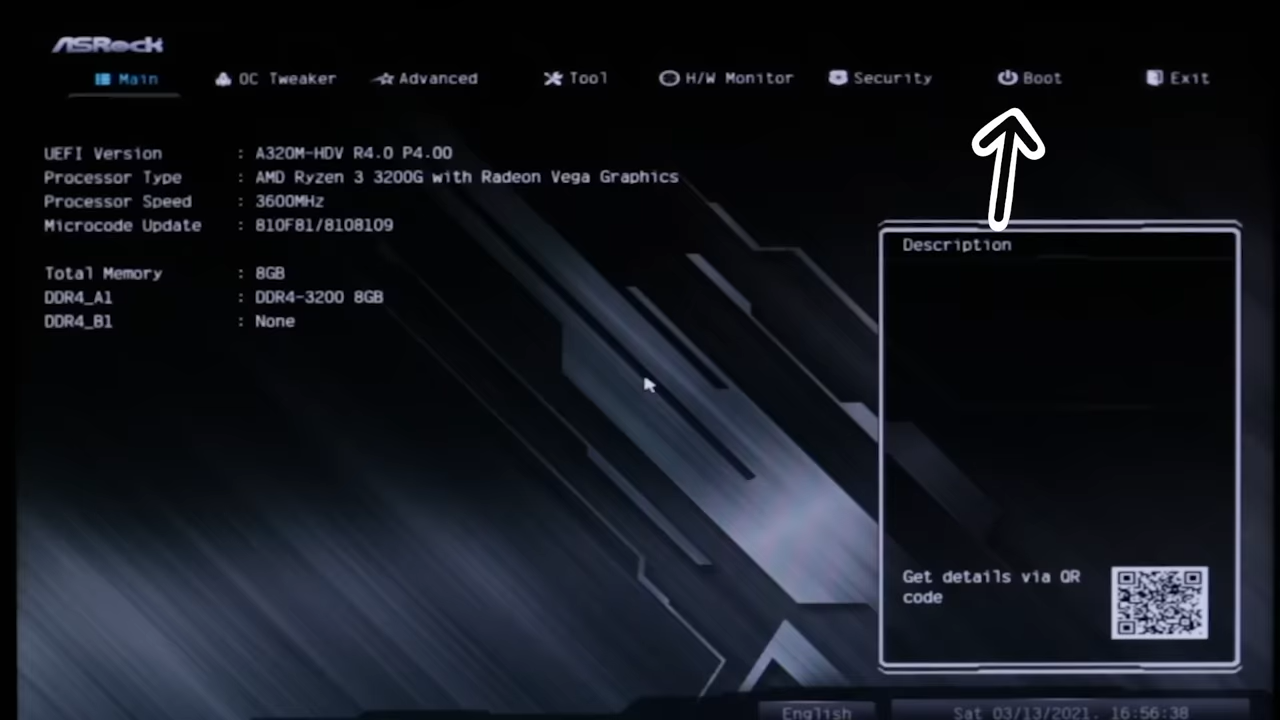 ASRock
Main OC Tweaker Advanced Tool H/W Monitor Security Boot Exit
UEFI Version : A320M-HDV R4.0 P4.00
Processor Type : AMD Ryzen 3 3200G with Radeon Vega Graphics
Processor Speed : 3600MHz
Microcode Update : 810F81/8108109
Total Memory : 8GB
DDR4_A1 : DDR4-3200 8GB
DDR4_B1 : None
Description
Get details via QR
code
English Sat 03/13/2021, 16:56:38